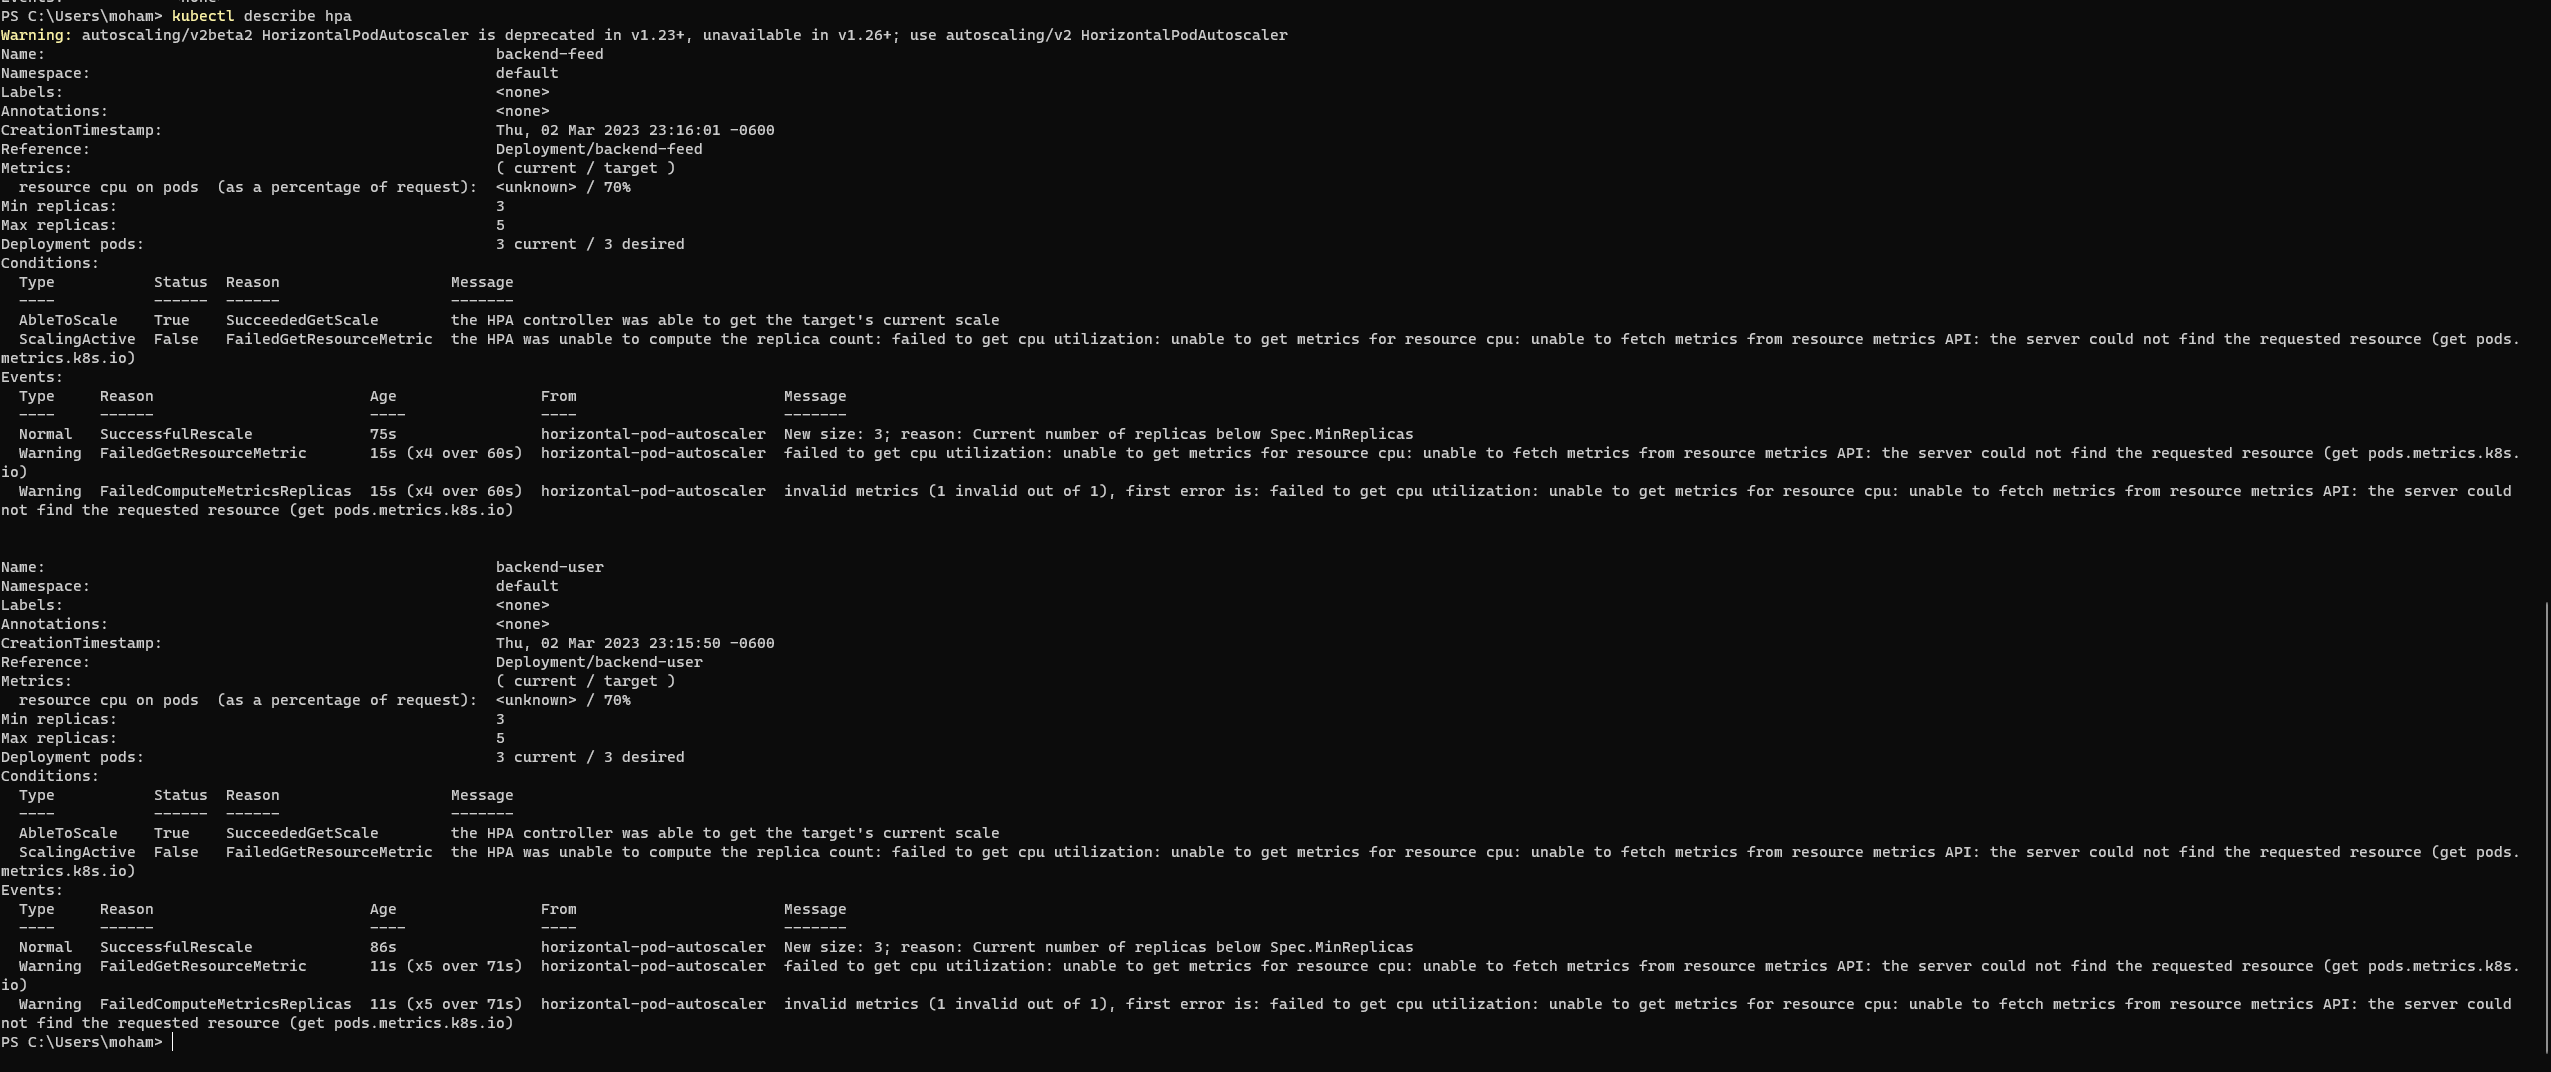 PS C:\Users\moham> kubectl describe hpa
Warning: autoscaling/v2beta2 HorizontalPodAutoscaler is deprecated in v1.23+, unavailable in v1.26+; use autoscaling/v2 HorizontalPodAutoscaler
Name:                                                  backend-feed
Namespace:                                             default
Labels:                                                <none>
Annotations:                                           <none>
CreationTimestamp:                                     Thu, 02 Mar 2023 23:16:01 -0600
Reference:                                             Deployment/backend-feed
Metrics:                                               ( current / target )
  resource cpu on pods  (as a percentage of request):  <unknown> / 70%
Min replicas:                                          3
Max replicas:                                          5
Deployment pods:                                       3 current / 3 desired
Conditions:
  Type           Status  Reason                   Message
  ----           ------  ------                   -------
  AbleToScale    True    SucceededGetScale        the HPA controller was able to get the target's current scale
  ScalingActive  False   FailedGetResourceMetric  the HPA was unable to compute the replica count: failed to get cpu utilization: unable to get metrics for resource cpu: unable to fetch metrics from resource metrics API: the server could not find the requested resource (get pods.
metrics.k8s.io)
Events:
  Type     Reason                        Age                From                       Message
  ----     ------                        ----               ----                       -------
  Normal   SuccessfulRescale             75s                horizontal-pod-autoscaler  New size: 3; reason: Current number of replicas below Spec.MinReplicas
  Warning  FailedGetResourceMetric       15s (x4 over 60s)  horizontal-pod-autoscaler  failed to get cpu utilization: unable to get metrics for resource cpu: unable to fetch metrics from resource metrics API: the server could not find the requested resource (get pods.metrics.k8s.
io)
  Warning  FailedComputeMetricsReplicas  15s (x4 over 60s)  horizontal-pod-autoscaler  invalid metrics (1 invalid out of 1), first error is: failed to get cpu utilization: unable to get metrics for resource cpu: unable to fetch metrics from resource metrics API: the server could
not find the requested resource (get pods.metrics.k8s.io)
Name:                                                  backend-user
Namespace:                                             default
Labels:                                                <none>
Annotations:                                           <none>
CreationTimestamp:                                     Thu, 02 Mar 2023 23:15:50 -0600
Reference:                                             Deployment/backend-user
Metrics:                                               ( current / target )
  resource cpu on pods  (as a percentage of request):  <unknown> / 70%
Min replicas:                                          3
Max replicas:                                          5
Deployment pods:                                       3 current / 3 desired
Conditions:
  Type           Status  Reason                   Message
  ----           ------  ------                   -------
  AbleToScale    True    SucceededGetScale        the HPA controller was able to get the target's current scale
  ScalingActive  False   FailedGetResourceMetric  the HPA was unable to compute the replica count: failed to get cpu utilization: unable to get metrics for resource cpu: unable to fetch metrics from resource metrics API: the server could not find the requested resource (get pods.
metrics.k8s.io)
Events:
  Type     Reason                        Age                From                       Message
  ----     ------                        ----               ----                       -------
  Normal   SuccessfulRescale             86s                horizontal-pod-autoscaler  New size: 3; reason: Current number of replicas below Spec.MinReplicas
  Warning  FailedGetResourceMetric       11s (x5 over 71s)  horizontal-pod-autoscaler  failed to get cpu utilization: unable to get metrics for resource cpu: unable to fetch metrics from resource metrics API: the server could not find the requested resource (get pods.metrics.k8s.
io)
  Warning  FailedComputeMetricsReplicas  11s (x5 over 71s)  horizontal-pod-autoscaler  invalid metrics (1 invalid out of 1), first error is: failed to get cpu utilization: unable to get metrics for resource cpu: unable to fetch metrics from resource metrics API: the server could
not find the requested resource (get pods.metrics.k8s.io)
PS C:\Users\moham>